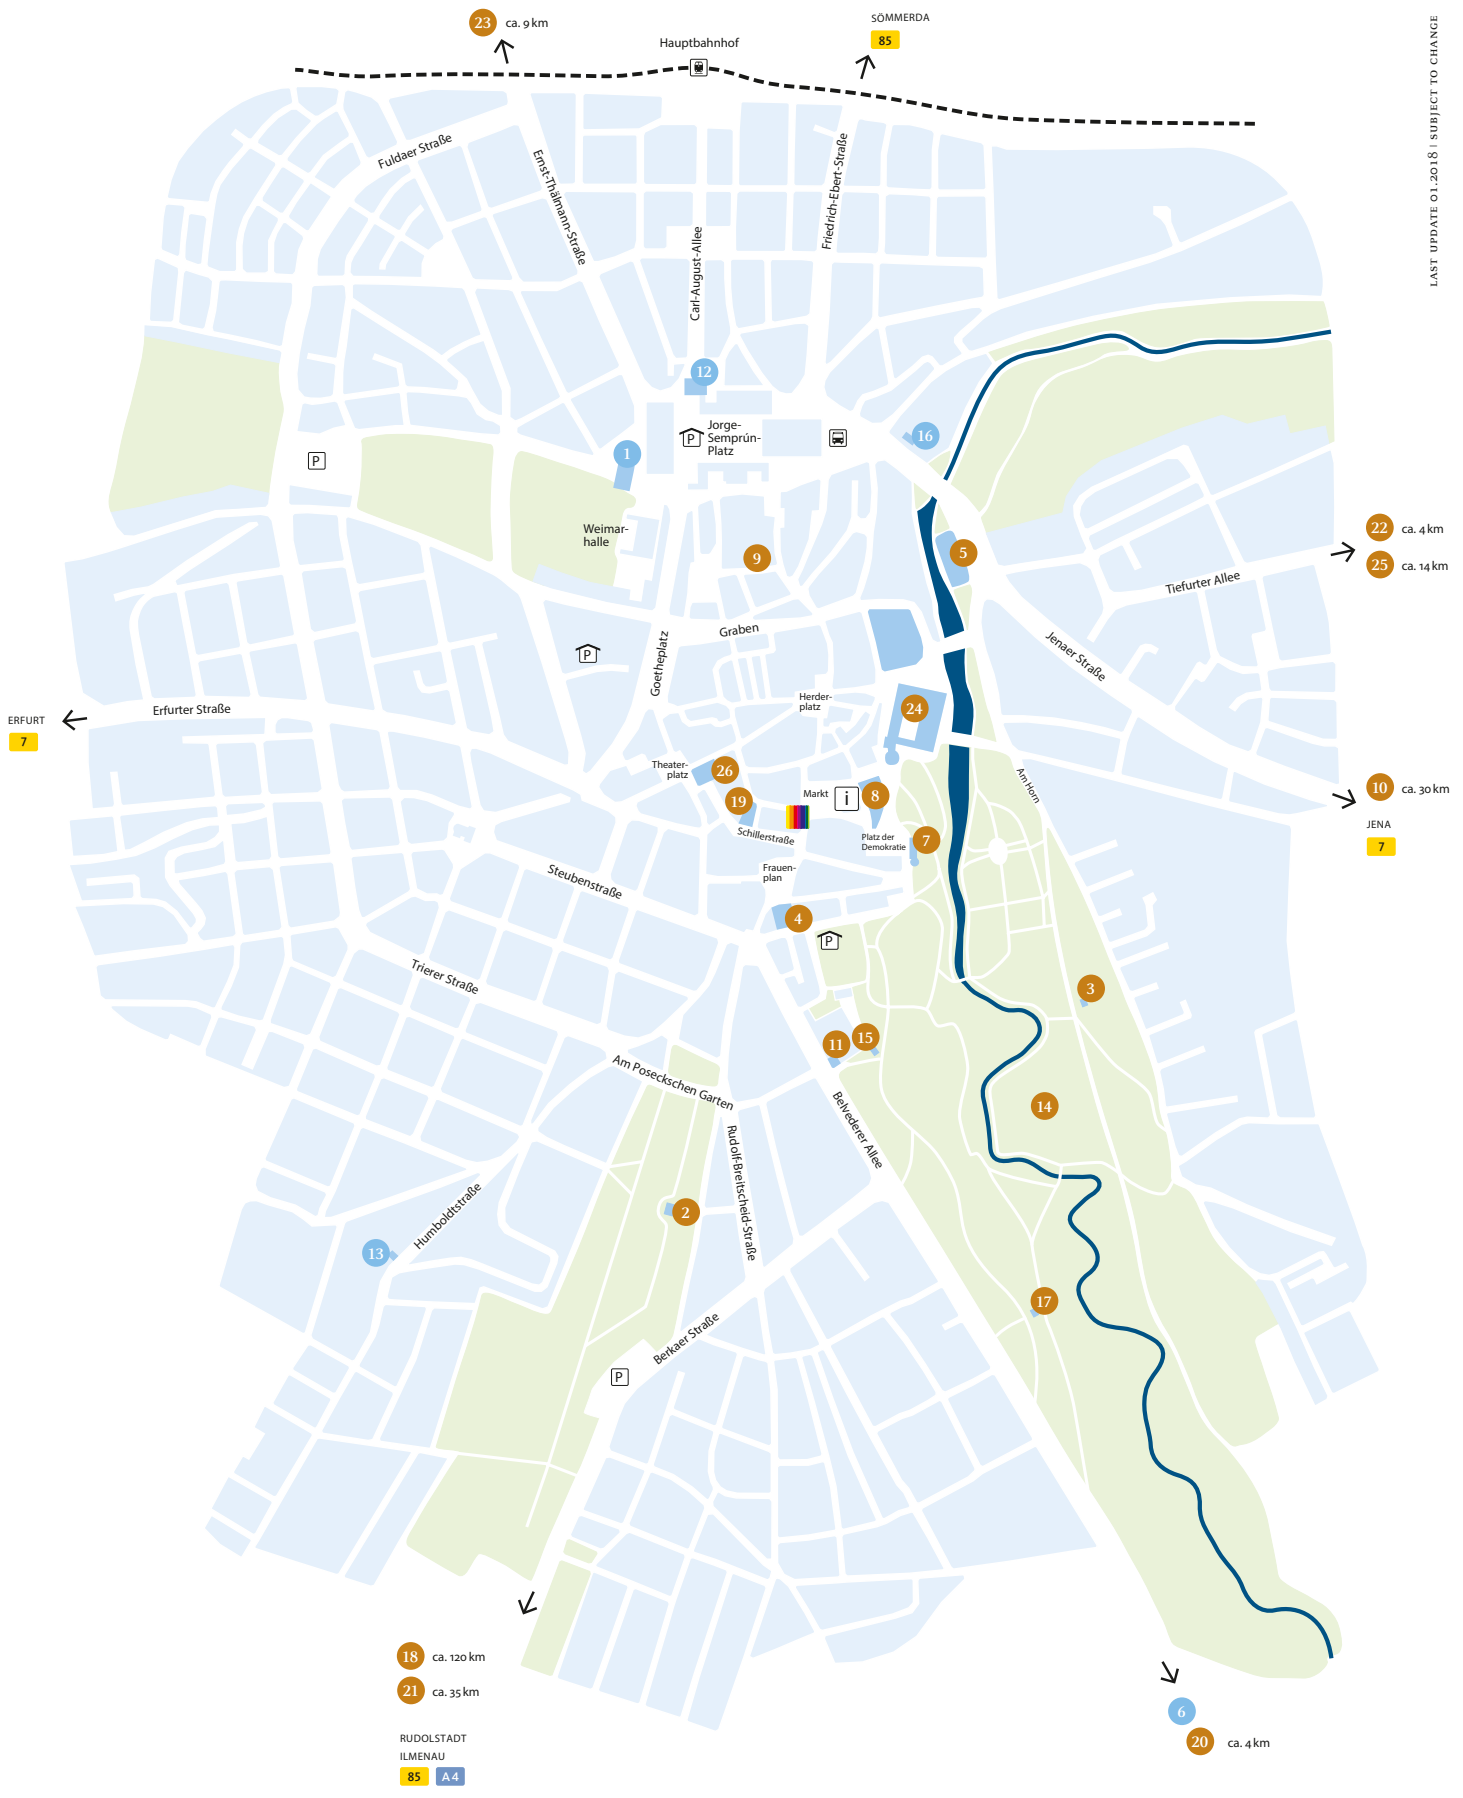 23 ca. 9 km
SÖMMERDA
85
Hauptbahnhof
LAST UPDATE 01.2018 | SUBJECT TO CHANGE
Fuldaer Straße
Ernst-Thälmann-Straße
Friedrich-Ebert-Straße
Carl-August-Allee
12
P
Jorge-
Semprún-
Platz
16
1
P
Weimar-
halle
9
5
22 ca. 4 km
25 ca. 14 km
Tiefurter Allee
Graben
Goetheplatz
P
Jenaer Straße
Herder-
platz
24
ERFURT
7
Erfurter Straße
Theater-
platz
26
19
Markt
i
8
Am Horn
10 ca. 30 km
JENA
7
Schillerstraße
Platz der
Demokratie
7
Frauen-
plan
Steubenstraße
4
P
Trierer Straße
3
11
15
Am Poseckschen Garten
14
Belvederer Allee
Rudolf-Breitscheid-Straße
2
Humboldtstraße
13
17
Berkaer Straße
P
18 ca. 120 km
21 ca. 35 km
RUDOLSTADT
ILMENAU
85 A 4
6
20 ca. 4 km